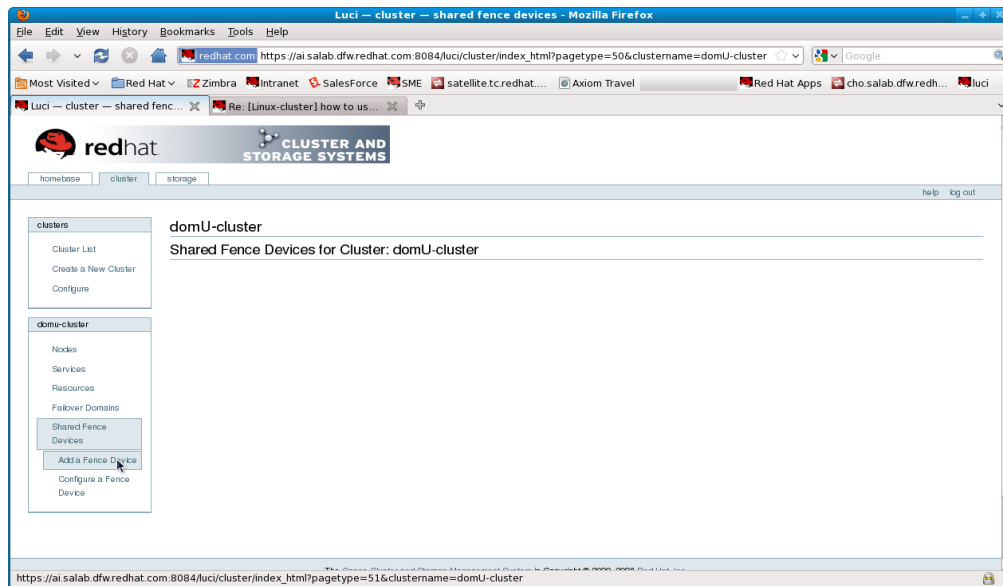 Luci — cluster — shared fence devices - Mozilla Firefox
File Edit View History Bookmarks Tools Help
redhat.com https://ai.salab.dfw.redhat.com:8084/luci/cluster/index_html?pagetype=50&clustername=domU-cluster Google
Most Visited Red Hat Zimbra Intranet SalesForce SME satellite.tc.redhat.... Axiom Travel Red Hat Apps cho.salab.dfw.redh... luci
Luci — cluster — shared fenc... Re: [Linux-cluster] how to us...
redhat. CLUSTER AND
STORAGE SYSTEMS
homebase cluster storage
help log out
clusters
Cluster List
Create a New Cluster
Configure
domU-cluster
Shared Fence Devices for Cluster: domU-cluster
domu-cluster
Nodes
Services
Resources
Failover Domains
Shared Fence
Devices
Add a Fence Device
Configure a Fence
Device
https://ai.salab.dfw.redhat.com:8084/luci/cluster/index_html?pagetype=51&clustername=domU-cluster